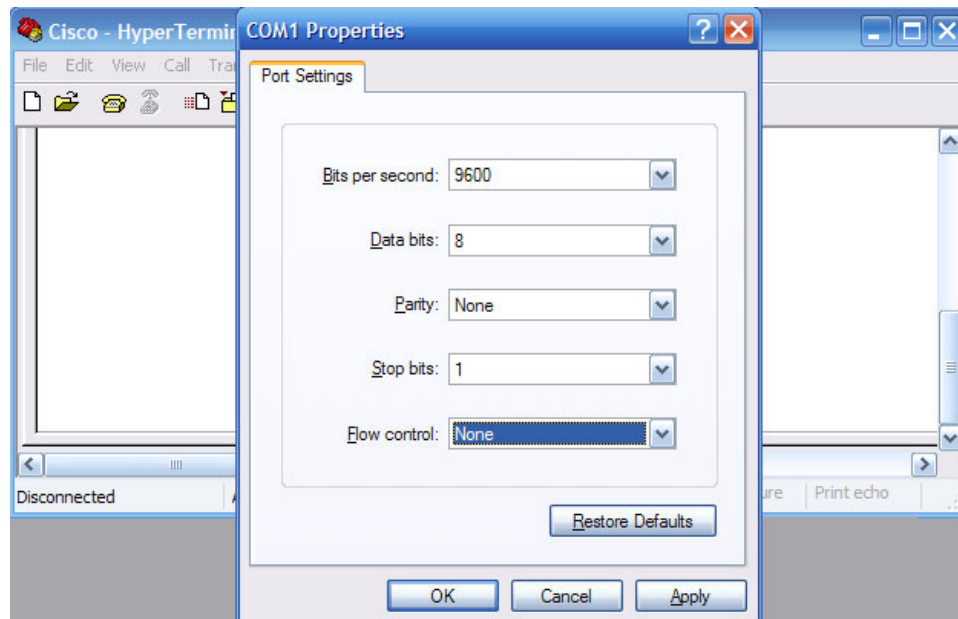 Cisco - HyperTermin
COM1 Properties
File Edit View Call Tra
Port Settings
Bits per second: 9600
Data bits: 8
Parity: None
Stop bits: 1
Flow control: None
Disconnected
ure Print echo
Restore Defaults
OK Cancel Apply